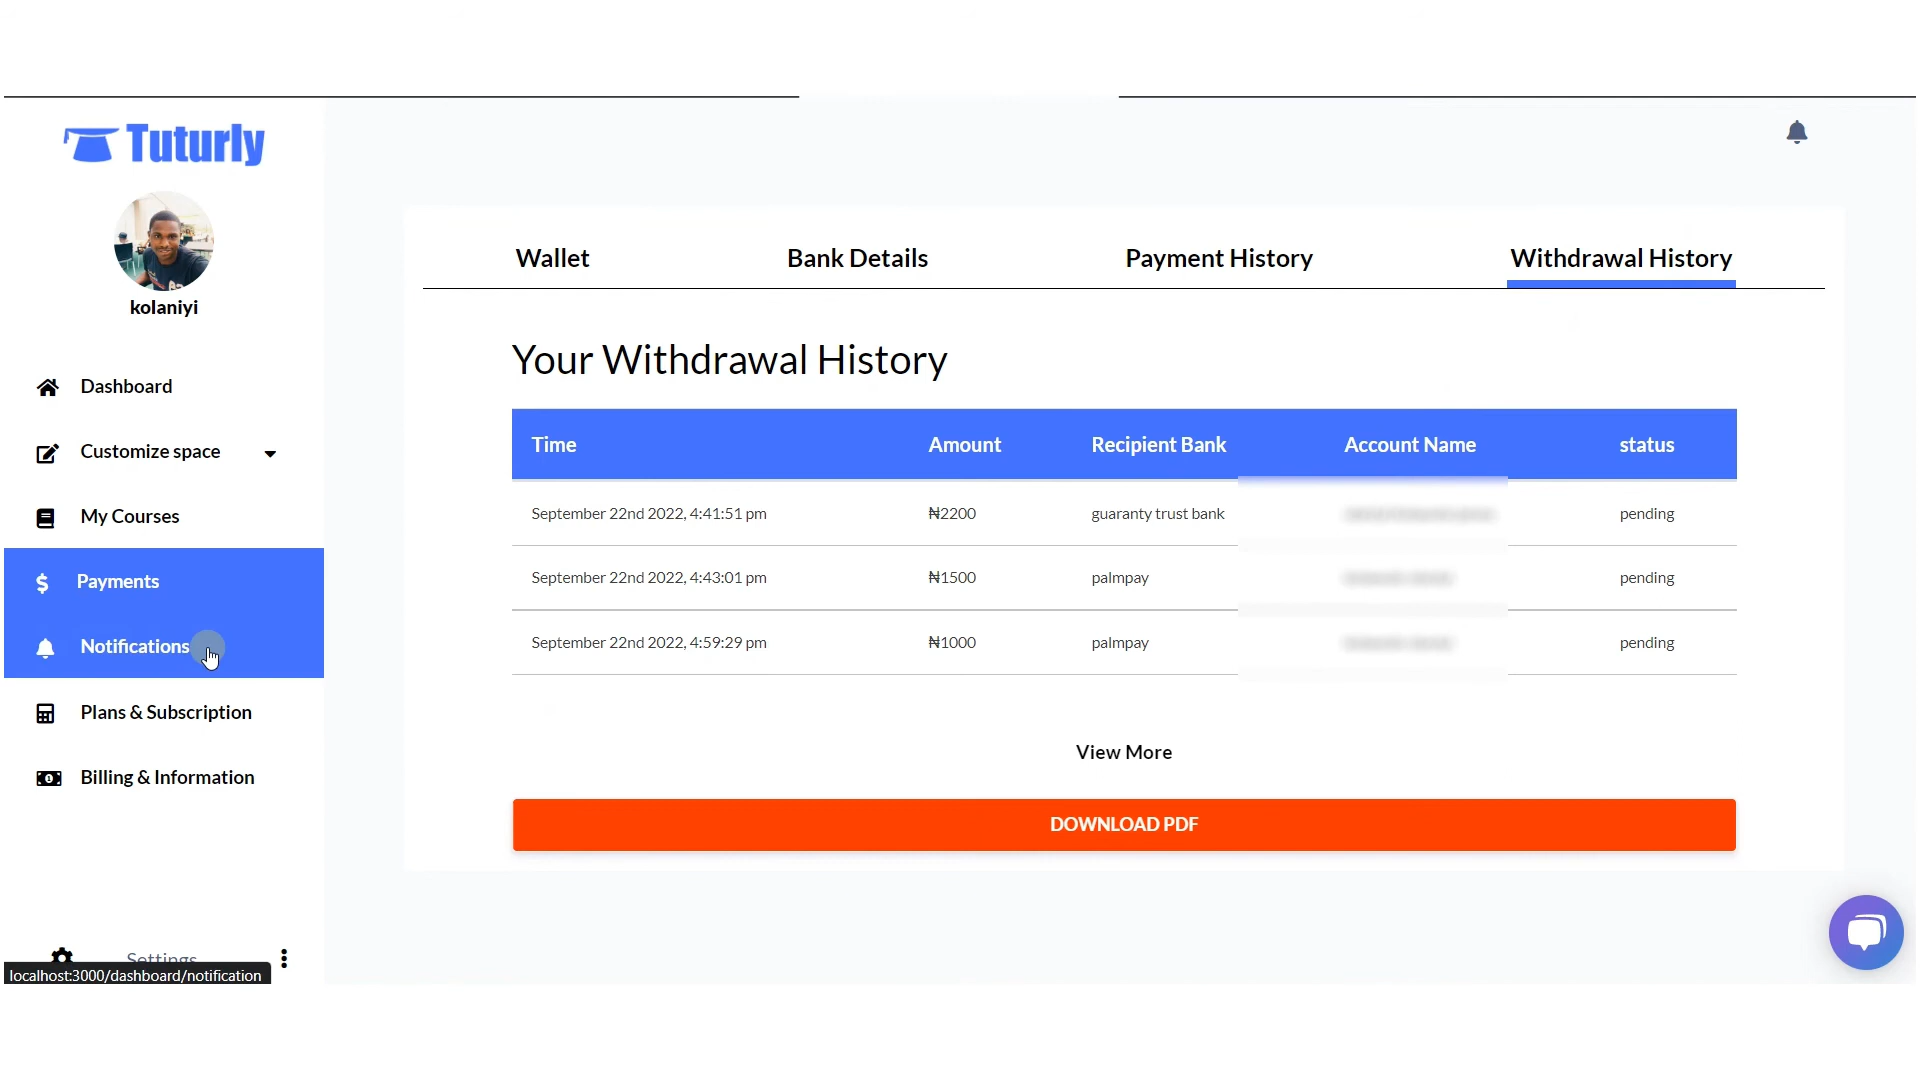 Tuturly
kolaniyi
Dashboard
Customize space
My Courses
Payments
Notifications
Plans & Subscription
Billing & Information
Settings
localhost:3000/dashboard/notification
Wallet Bank Details Payment History Withdrawal History
Your Withdrawal History
Time Amount Recipient Bank Account Name status
September 22nd 2022, 4:41:51 pm ₦2200 guaranty trust bank pending
September 22nd 2022, 4:43:01 pm ₦1500 palmpay pending
September 22nd 2022, 4:59:29 pm ₦1000 palmpay pending
View More
DOWNLOAD PDF